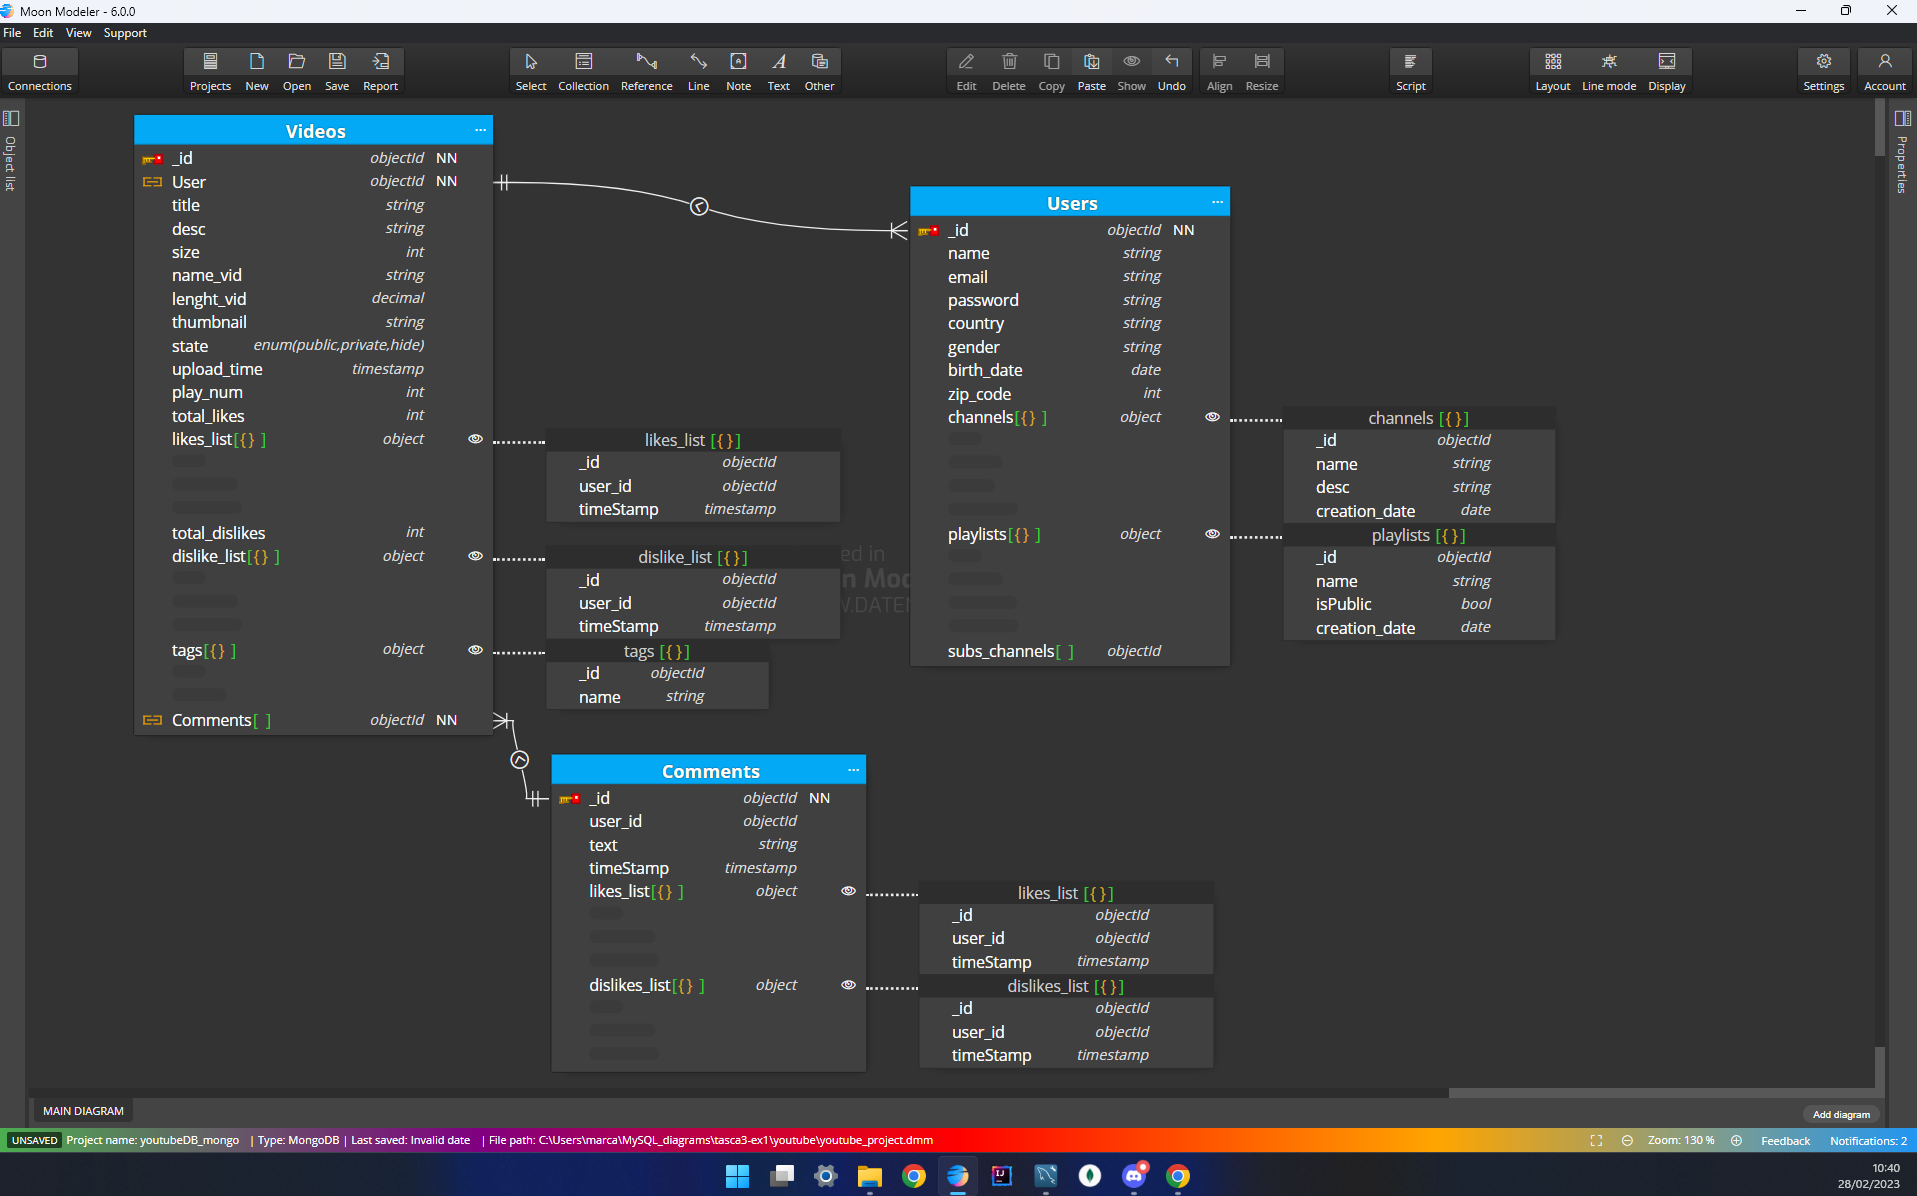 Moon Modeler - 6.0.0
File Edit View Support
Connections Projects New Open Save Report Select Collection Reference Line Note Text Other Edit Delete Copy Paste Show Undo Align Resize Script Layout Line mode Display Settings Account
Object list
Properties
Videos ...
_id objectId NN
User objectId NN
title string
desc string
size int
name_vid string
lenght_vid decimal
thumbnail string
state enum(public,private,hide)
upload_time timestamp
play_num int
total_likes int
likes_list[{} ] object
total_dislikes int
dislike_list[{} ] object
tags[{} ] object
Comments[ ] objectId NN
likes_list [{}]
_id objectId
user_id objectId
timeStamp timestamp
dislike_list [{}]
_id objectId
user_id objectId
timeStamp timestamp
tags [{}]
_id objectId
name string
Users ...
_id objectId NN
name string
email string
password string
country string
gender string
birth_date date
zip_code int
channels[{} ] object
playlists[{} ] object
subs_channels[ ] objectId
channels [{}]
_id objectId
name string
desc string
creation_date date
playlists [{}]
_id objectId
name string
isPublic bool
creation_date date
Comments ...
_id objectId NN
user_id objectId
text string
timeStamp timestamp
likes_list[{} ] object
dislikes_list[{} ] object
likes_list [{}]
_id objectId
user_id objectId
timeStamp timestamp
dislikes_list [{}]
_id objectId
user_id objectId
timeStamp timestamp
MAIN DIAGRAM
Add diagram
UNSAVED Project name: youtubeDB_mongo | Type: MongoDB | Last saved: Invalid date | File path: C:\Users\marca\MySQL_diagrams\tasca3-ex1\youtube\youtube_project.dmm Zoom: 130 % Feedback Notifications: 2
10:40
28/02/2023